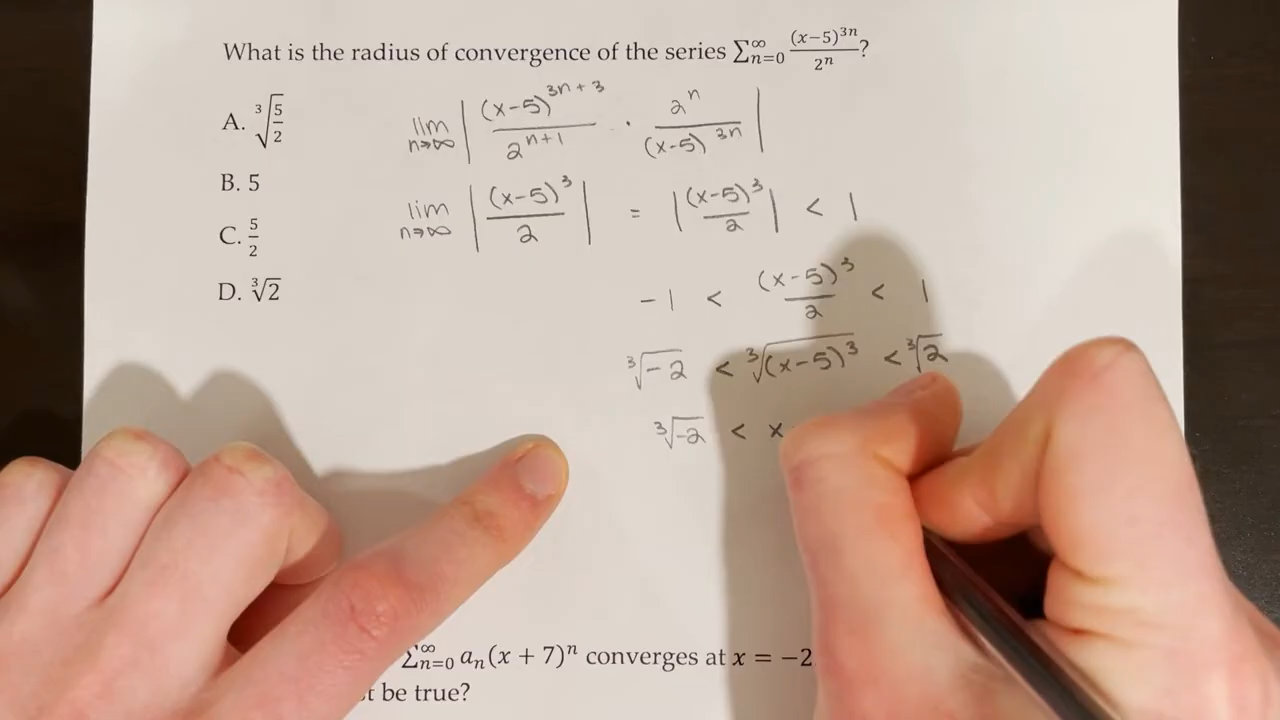 What is the radius of convergence of the series ∑_{n=0}^{∞} (x−5)^{3n}/2^n?
A. ∛(5/2)
B. 5
C. 5/2
D. ∛2
lim n→∞ | (x-5)^{3n+3}/2^{n+1} · 2^n/(x-5)^{3n} |
lim n→∞ | (x-5)^3/2 | = | (x-5)^3/2 | < 1
-1 < (x-5)^3/2 < 1
∛-2 < ∛(x-5)^3 < ∛2
∛-2 < x
∑_{n=0}^{∞} a_n(x + 7)^n converges at x = −2
be true?